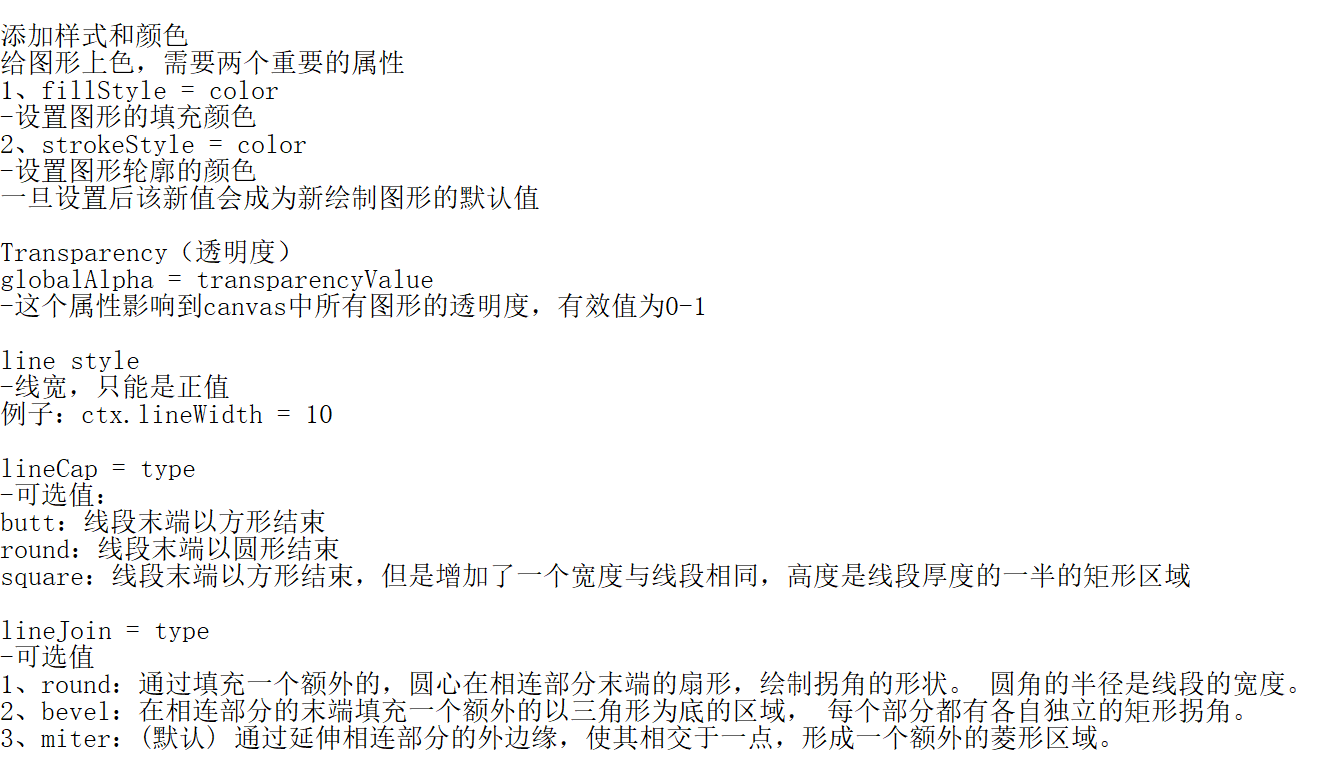 添加样式和颜色
给图形上色，需要两个重要的属性
1、fillStyle = color
-设置图形的填充颜色
2、strokeStyle = color
-设置图形轮廓的颜色
一旦设置后该新值会成为新绘制图形的默认值
Transparency（透明度）
globalAlpha = transparencyValue
-这个属性影响到canvas中所有图形的透明度，有效值为0-1
line style
-线宽，只能是正值
例子：ctx.lineWidth = 10
lineCap = type
-可选值：
butt：线段末端以方形结束
round：线段末端以圆形结束
square：线段末端以方形结束，但是增加了一个宽度与线段相同，高度是线段厚度的一半的矩形区域
lineJoin = type
-可选值
1、round：通过填充一个额外的，圆心在相连部分末端的扇形，绘制拐角的形状。 圆角的半径是线段的宽度。
2、bevel：在相连部分的末端填充一个额外的以三角形为底的区域， 每个部分都有各自独立的矩形拐角。
3、miter：(默认) 通过延伸相连部分的外边缘，使其相交于一点，形成一个额外的菱形区域。